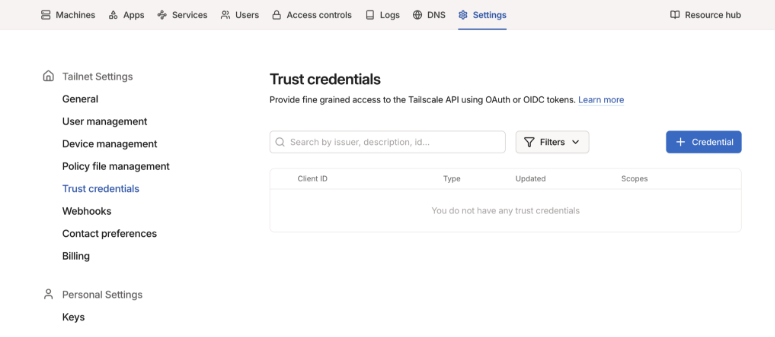 Machines Apps Services Users Access controls Logs DNS Settings Resource hub
Tailnet Settings
General
User management
Device management
Policy file management
Trust credentials
Webhooks
Contact preferences
Billing
Personal Settings
Keys
Trust credentials
Provide fine grained access to the Tailscale API using OAuth or OIDC tokens. Learn more
Search by issuer, description, id... Filters + Credential
Client ID Type Updated Scopes
You do not have any trust credentials